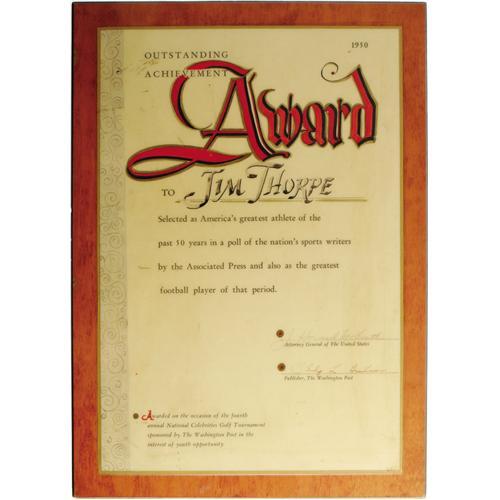 1950
OUTSTANDING
ACHIEVEMENT
Award
TO Jim Thorpe
Selected as America's greatest athlete of the
past 50 years in a poll of the nation's sports writers
by the Associated Press and also as the greatest
football player of that period.
Attorney General of The United States
Publisher, The Washington Post
Awarded on the occasion of the fourth
annual National Celebrities Golf Tournament
sponsored by The Washington Post in the
interest of youth opportunity